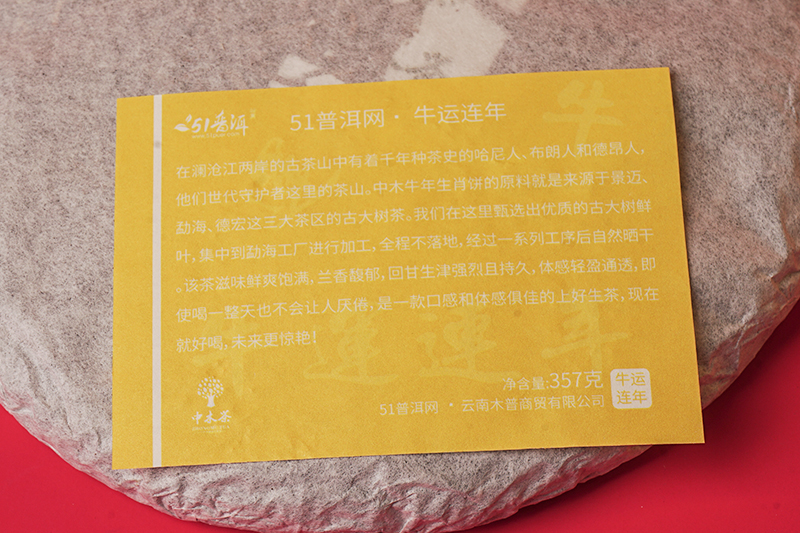 51普洱
51普洱网 · 牛运连年
在澜沧江两岸的古茶山中有着千年种茶史的哈尼人、布朗人和德昂人，
他们世代守护者这里的茶山。中木牛年生肖饼的原料就是来源于景迈、
勐海、德宏这三大茶区的古大树茶。我们在这里甄选出优质的古大树鲜
叶，集中到勐海工厂进行加工，全程不落地，经过一系列工序后自然晒干
。该茶滋味鲜爽饱满，兰香馥郁，回甘生津强烈且持久，体感轻盈通透，即
使喝一整天也不会让人厌倦，是一款口感和体感俱佳的上好生茶，现在
就好喝，未来更惊艳！
牛運連年
中木茶
净含量:357克
51普洱网 · 云南木普商贸有限公司
牛运
连年